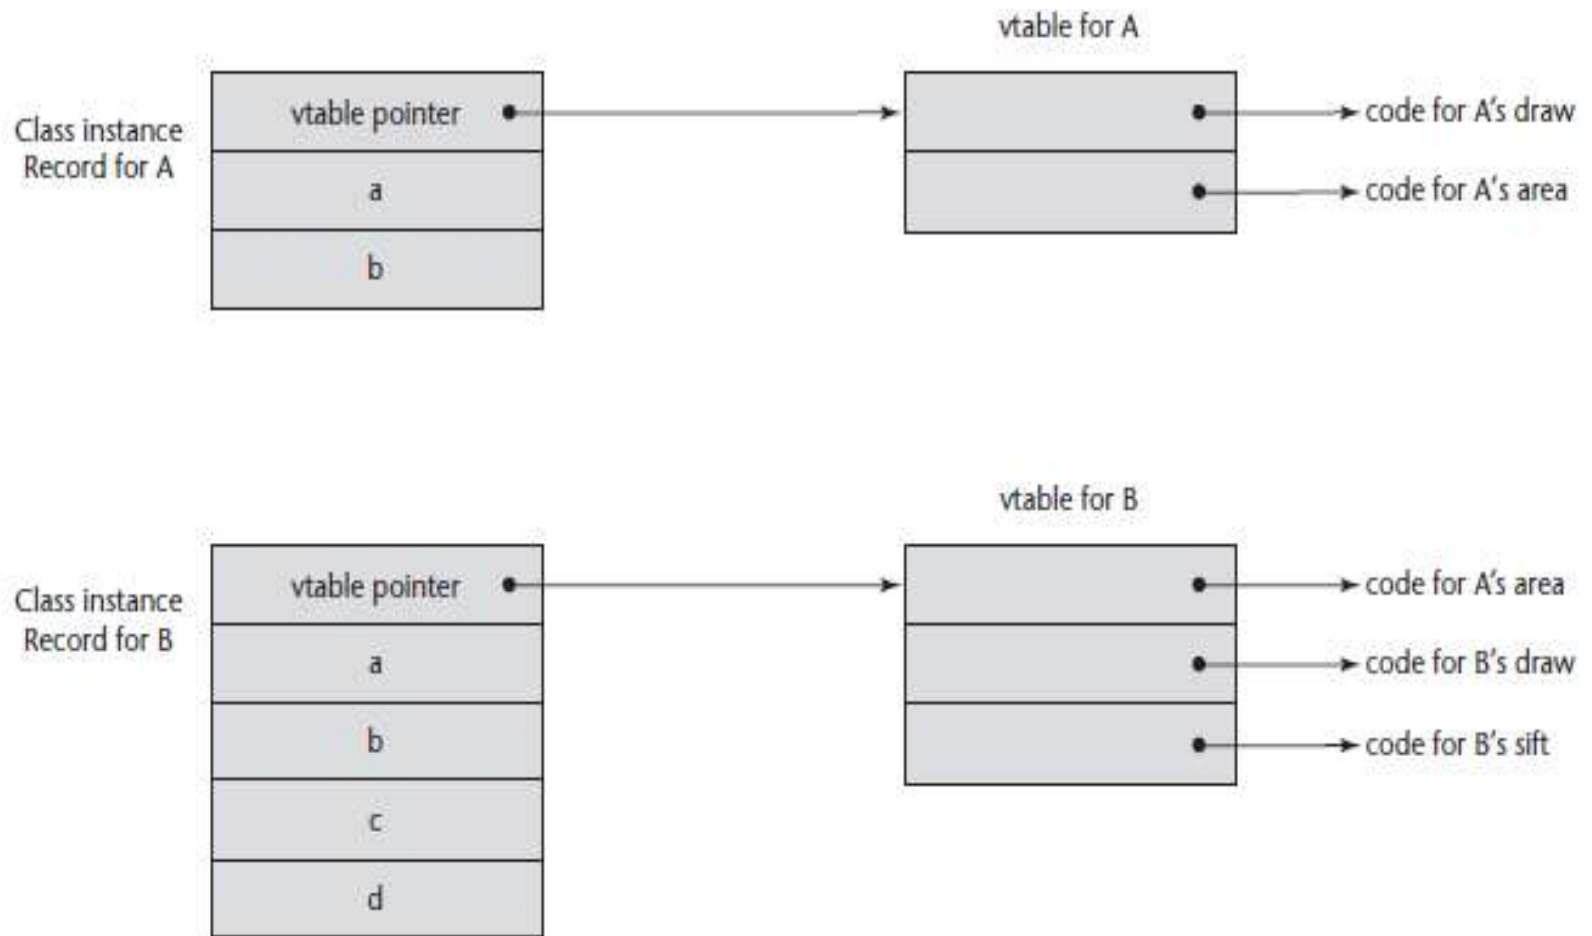 vtable for A
Class instance
Record for A
vtable pointer
a
b
code for A's draw
code for A's area
vtable for B
Class instance
Record for B
vtable pointer
a
b
c
d
code for A's area
code for B's draw
code for B's sift